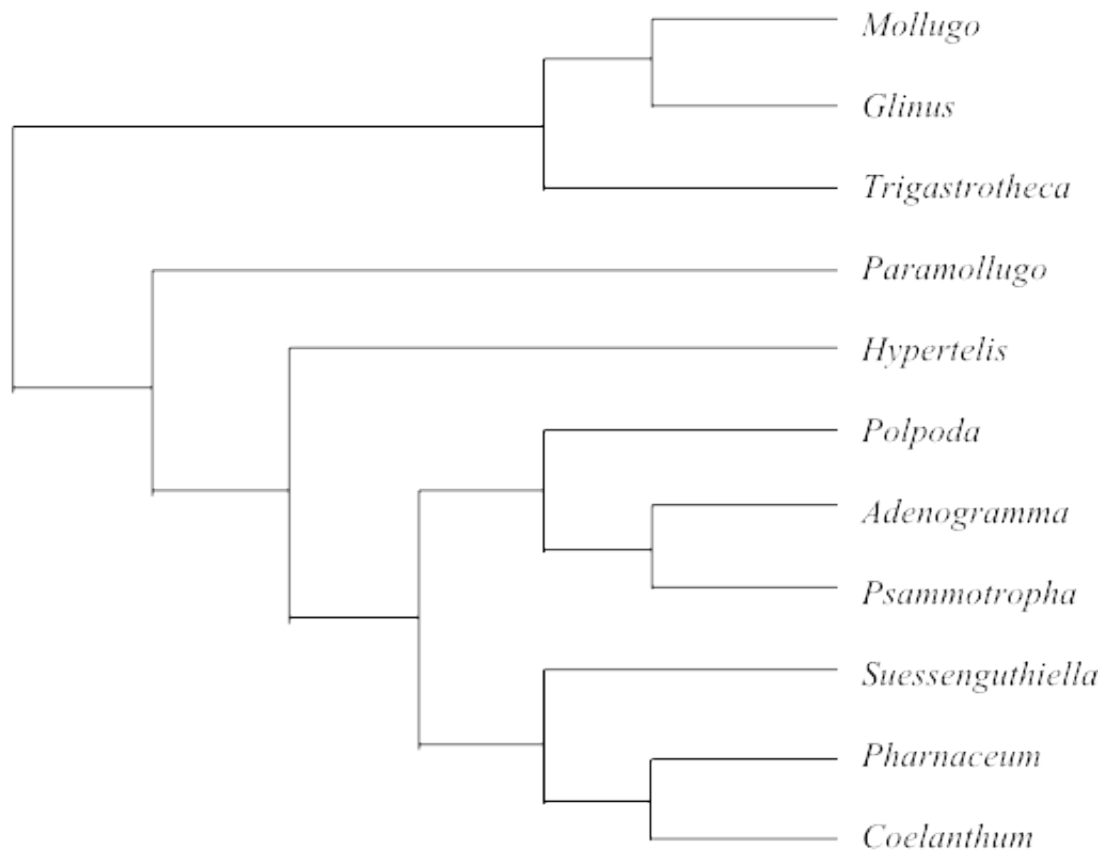 Mollugo
Glinus
Trigastrotheca
Paramollugo
Hypertelis
Polpoda
Adenogramma
Psammotropha
Suessenguthiella
Pharnaceum
Coelanthum